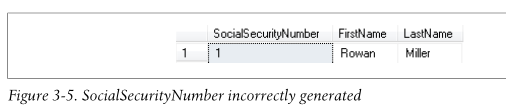 SocialSecurityNumber FirstName LastName
1 1 Rowan Miller
Figure 3-5. SocialSecurityNumber incorrectly generated